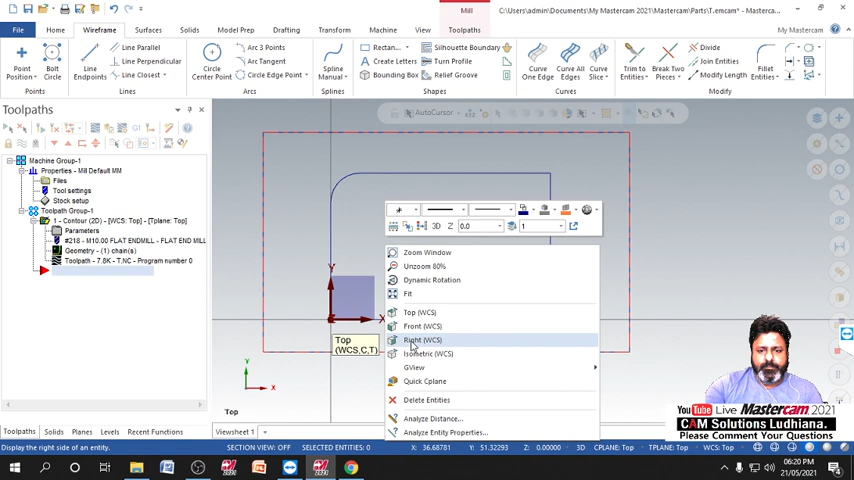 Mill
C:\Users\admin\Documents\My Mastercam 2021\Mastercam\Parts\T.emcam* - Masterca...
File
Home
Wireframe
Surfaces
Solids
Model Prep
Drafting
Transform
Machine
View
Toolpaths
My Mastercam
Point Position
Bolt Circle
Points
Line Endpoints
Line Parallel
Line Perpendicular
Line Closest
Lines
Circle Center Point
Arc 3 Points
Arc Tangent
Circle Edge Point
Arcs
Spline Manual
Splines
Rectan...
Create Letters
Bounding Box
Silhouette Boundary
Turn Profile
Relief Groove
Shapes
Curve One Edge
Curve All Edges
Curve Slice
Curves
Trim to Entities
Break Two Pieces
Divide
Join Entities
Modify Length
Fillet Entities
Modify
Toolpaths
AutoCursor
Machine Group-1
Properties - Mill Default MM
Files
Tool settings
Stock setup
Toolpath Group-1
1 - Contour (2D) - [WCS: Top] - [Tplane: Top]
Parameters
#218 - M10.00 FLAT ENDMILL - FLAT END MILL
Geometry - (1) chain(s)
Toolpath - 7.8K - T.NC - Program number 0
3D
Z
0.0
1
Zoom Window
Unzoom 80%
Dynamic Rotation
Fit
Top (WCS)
Front (WCS)
Right (WCS)
Isometric (WCS)
GView
Quick Cplane
Delete Entities
Analyze Distance...
Analyze Entity Properties...
Y
X
Top
(WCS,C,T)
Y
X
Top
You Tube Live Mastercam 2021
CAM Solutions Ludhiana.
Please Comment Your Questions
Toolpaths
Solids
Planes
Levels
Recent Functions
Viewsheet 1
Display the right side of an entity.
SECTION VIEW: OFF
SELECTED ENTITIES: 0
X: 36.68781
Y: 51.32293
Z: 0.00000
3D
CPLANE: TOP
TPLANE: TOP
WCS: TOP
06:20 PM
21/05/2021